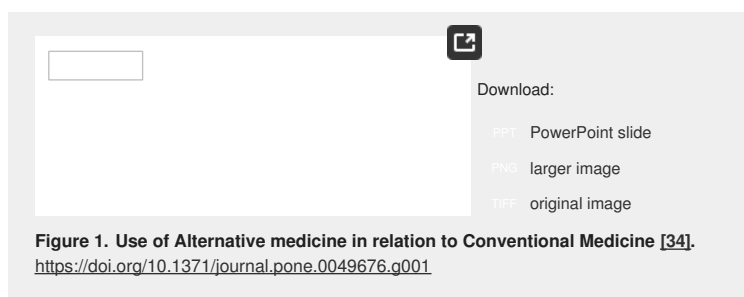 Download:
PPT PowerPoint slide
PNG larger image
TIFF original image
Figure 1. Use of Alternative medicine in relation to Conventional Medicine [34].
https://doi.org/10.1371/journal.pone.0049676.g001